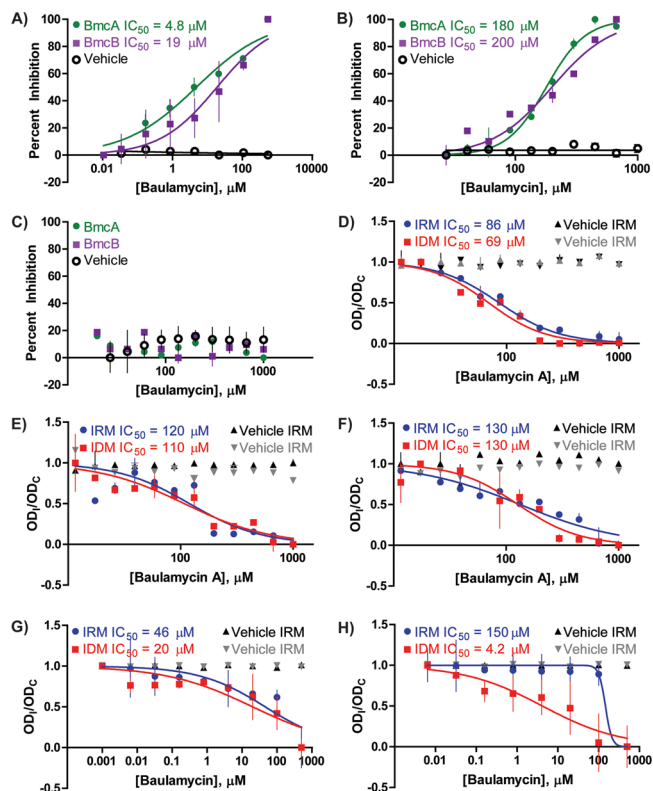 A)
BmcA IC50 = 4.8 μM
BmcB IC50 = 19 μM
Vehicle
Percent Inhibition
100
80
60
40
20
0
0.01
1
100
10000
[Baulamycin], μM
B)
BmcA IC50 = 180 μM
BmcB IC50 = 200 μM
Vehicle
Percent Inhibition
100
80
60
40
20
0
100
1000
[Baulamycin], μM
C)
BmcA
BmcB
Vehicle
Percent Inhibition
100
80
60
40
20
0
100
1000
[Baulamycin], μM
D)
IRM IC50 = 86 μM
IDM IC50 = 69 μM
Vehicle IRM
Vehicle IRM
ODI/ODC
1.5
1.0
0.5
0.0
-0.5
100
1000
[Baulamycin A], μM
E)
IRM IC50 = 120 μM
IDM IC50 = 110 μM
Vehicle IRM
Vehicle IRM
ODI/ODC
1.5
1.0
0.5
0.0
-0.5
100
1000
[Baulamycin A], μM
F)
IRM IC50 = 130 μM
IDM IC50 = 130 μM
Vehicle IRM
Vehicle IRM
ODI/ODC
1.5
1.0
0.5
0.0
-0.5
100
1000
[Baulamycin A], μM
G)
IRM IC50 = 46 μM
IDM IC50 = 20 μM
Vehicle IRM
Vehicle IRM
ODI/ODC
1.5
1.0
0.5
0.0
-0.5
0.001
0.01
0.1
1
10
100
1000
[Baulamycin], μM
H)
IRM IC50 = 150 μM
IDM IC50 = 4.2 μM
Vehicle IRM
Vehicle IRM
ODI/ODC
1.5
1.0
0.5
0.0
-0.5
0.01
0.1
1
10
100
1000
[Baulamycin], μM